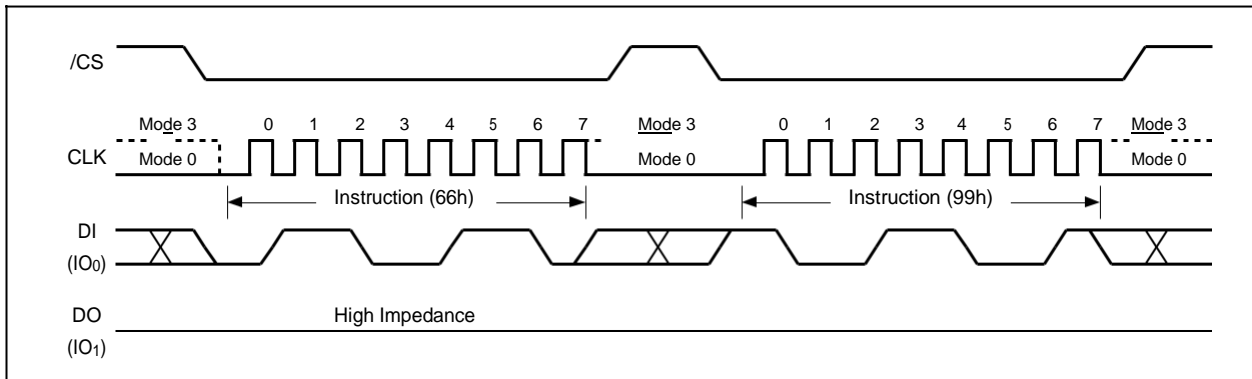 /CS
Mode 3 0 1 2 3 4 5 6 7 Mode 3 0 1 2 3 4 5 6 7 Mode 3
CLK Mode 0 Mode 0 Mode 0
Instruction (66h) Instruction (99h)
DI
(IO0)
DO High Impedance
(IO1)